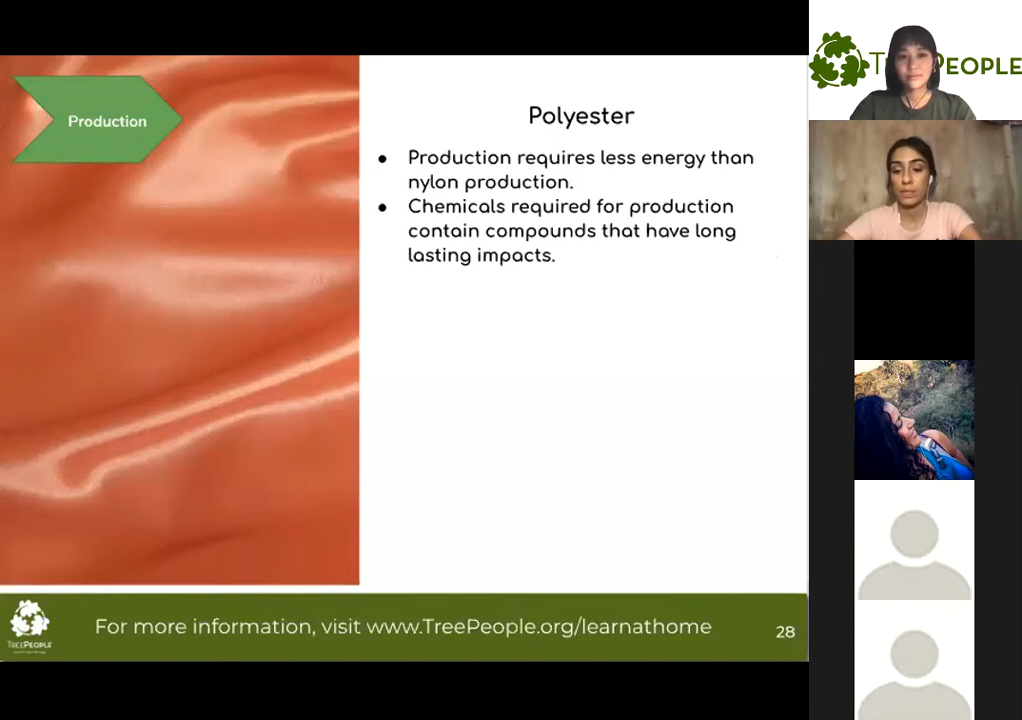 Production
Polyester
● Production requires less energy than
nylon production.
● Chemicals required for production
contain compounds that have long
lasting impacts.
TREEPEOPLE
For more information, visit www.TreePeople.org/learnathome
28